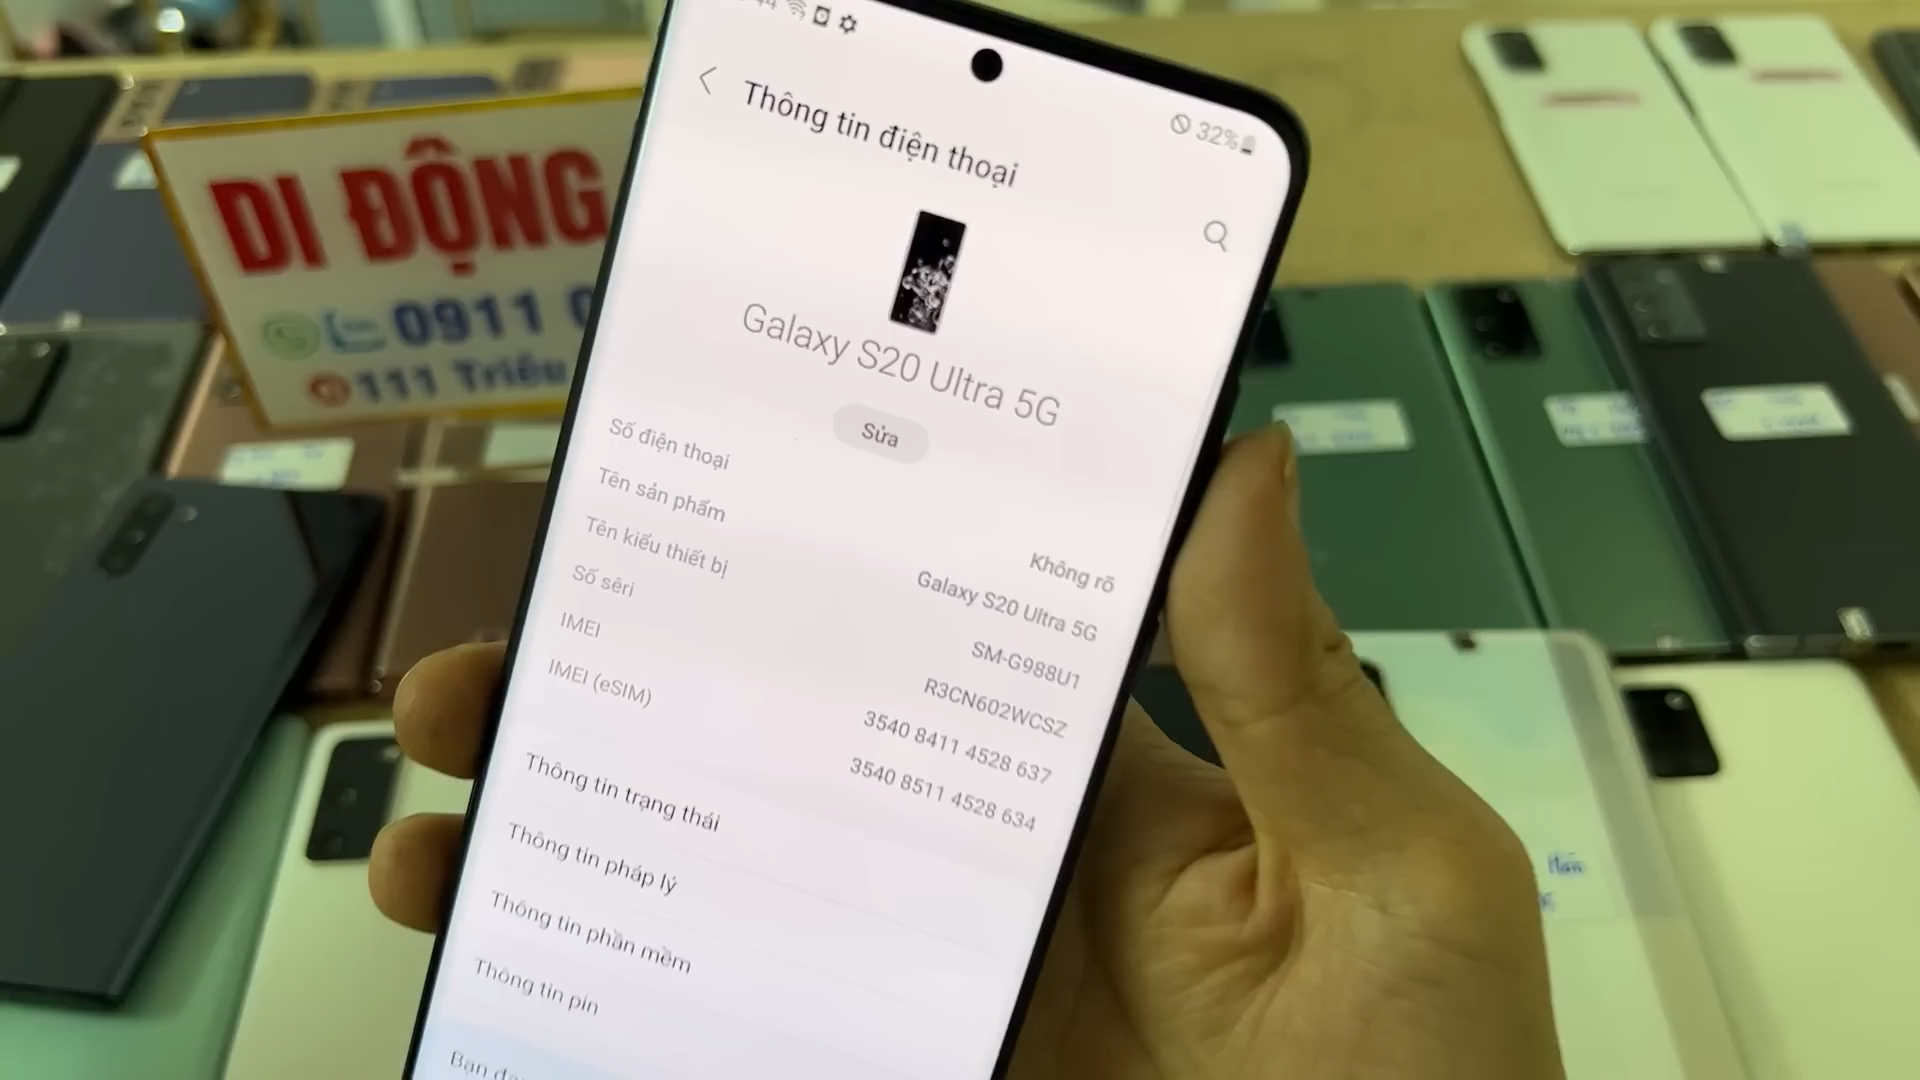 32%
Thông tin điện thoại
Galaxy S20 Ultra 5G
Sửa
Số điện thoại
Không rõ
Tên sản phẩm
Galaxy S20 Ultra 5G
Tên kiểu thiết bị
SM-G988U1
Số sêri
R3CN602WCSZ
IMEI
3540 8411 4528 637
IMEI (eSIM)
3540 8511 4528 634
Thông tin trạng thái
Thông tin pháp lý
Thông tin phần mềm
Thông tin pin
Bạn
DI ĐỘNG
0911
111 Triều